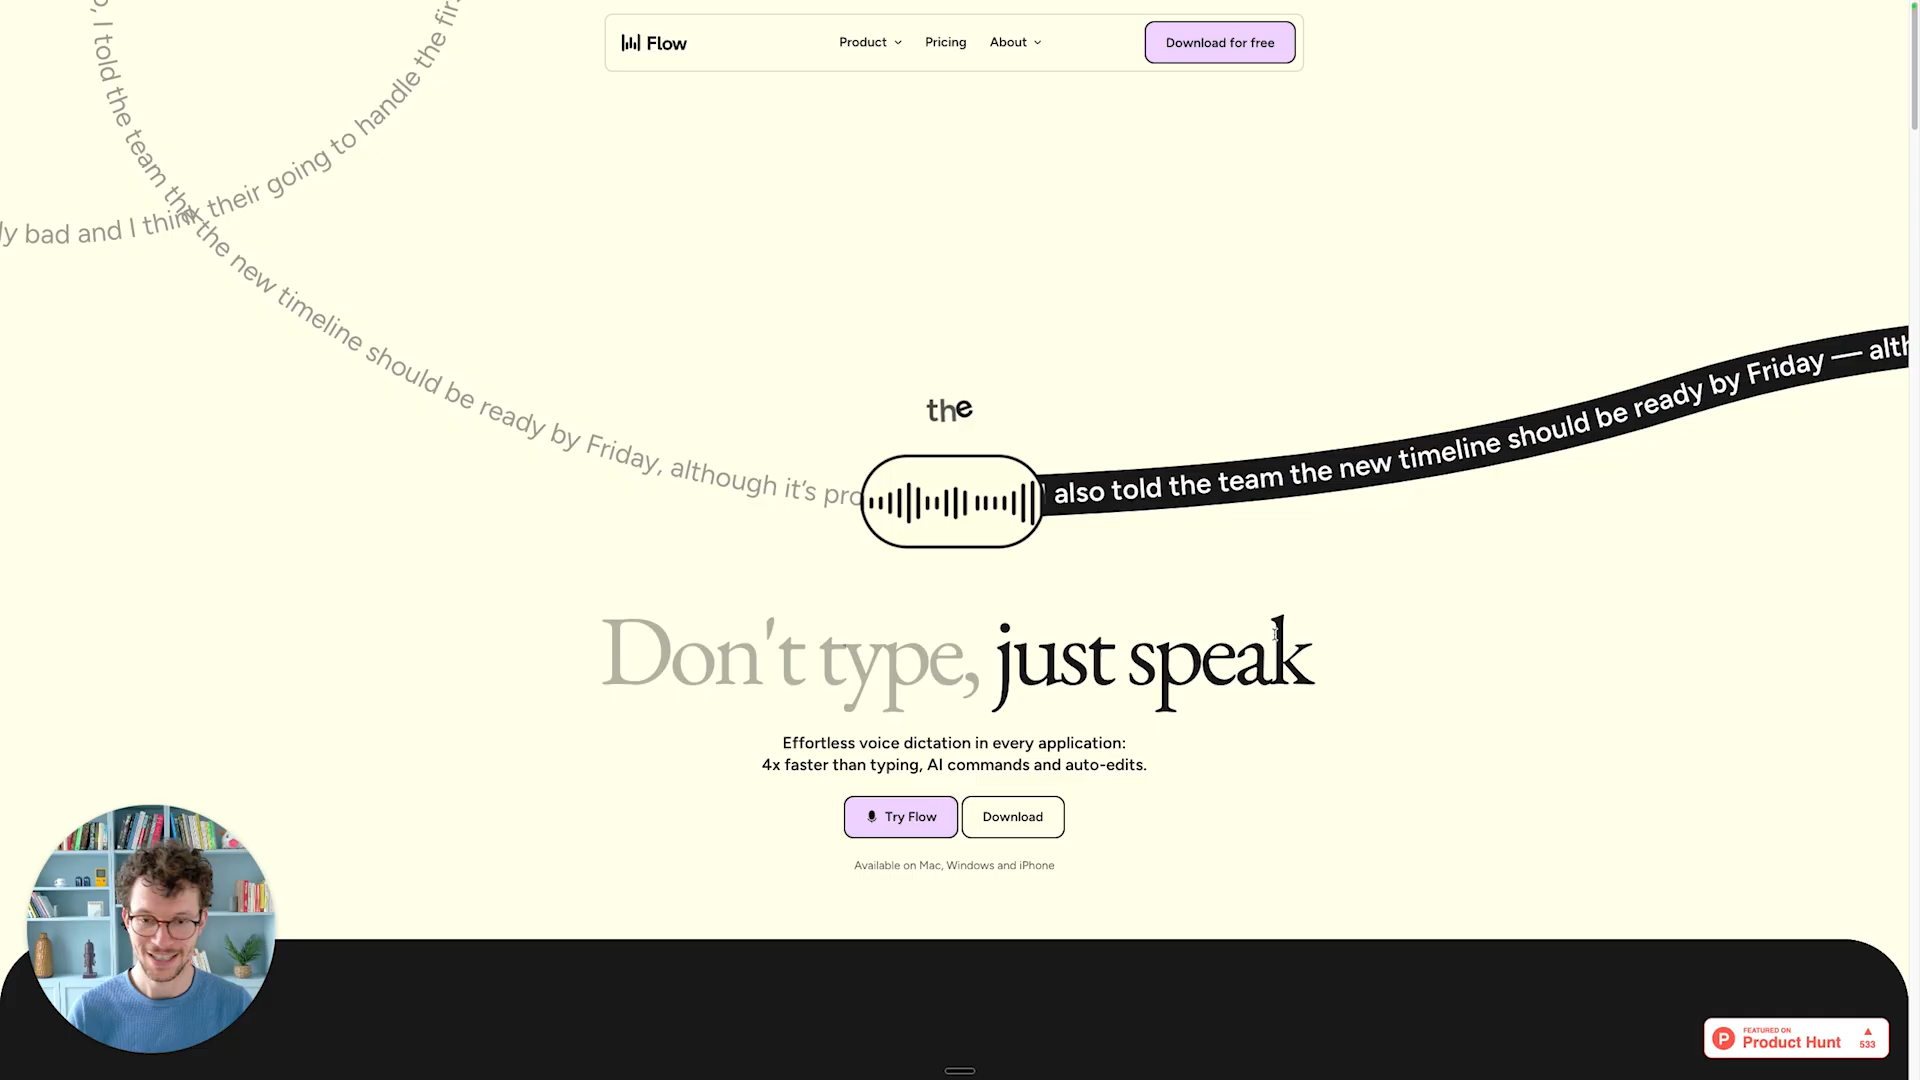 Flow
Product
Pricing
About
Download for free
I told the team the the new timeline should be ready by Friday, although it's pro
bad and I think their going to handle the
the
also told the team the new timeline should be ready by Friday —
Don't type, just speak
Effortless voice dictation in every application:
4x faster than typing, AI commands and auto-edits.
Try Flow
Download
Available on Mac, Windows and iPhone
FEATURED ON
Product Hunt
533